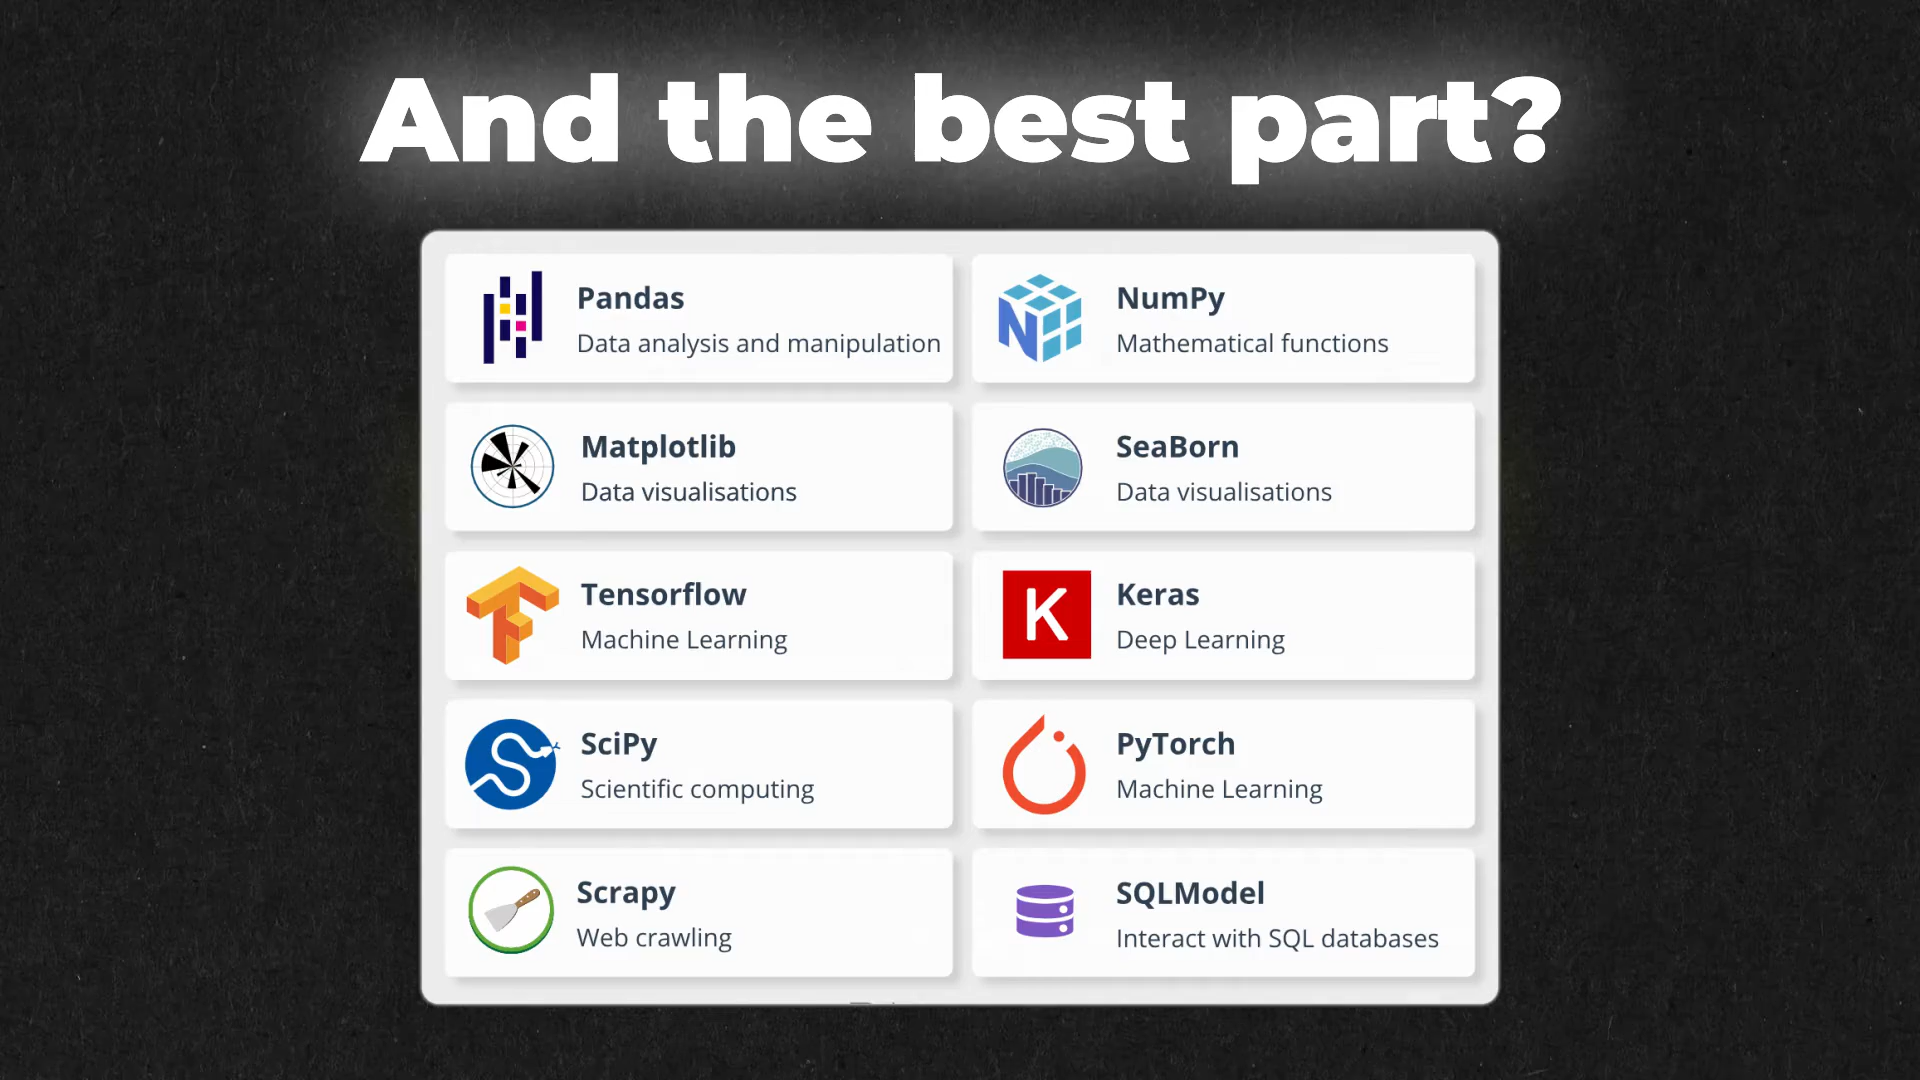 And the best part?
Pandas
Data analysis and manipulation
NumPy
Mathematical functions
Matplotlib
Data visualisations
SeaBorn
Data visualisations
Tensorflow
Machine Learning
K
Keras
Deep Learning
SciPy
Scientific computing
PyTorch
Machine Learning
Scrapy
Web crawling
SQLModel
Interact with SQL databases